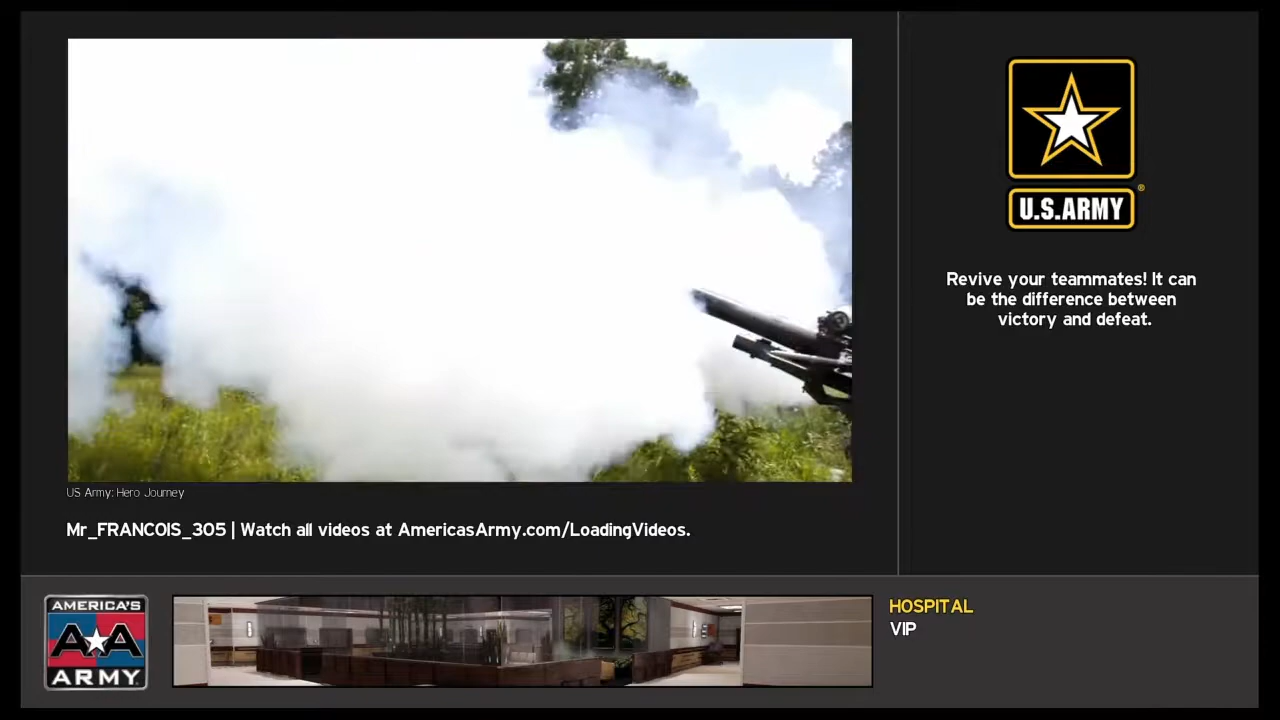 U.S.ARMY
Revive your teammates! It can
be the difference between
victory and defeat.
US Army: Hero Journey
Mr_FRANCOIS_305 | Watch all videos at AmericasArmy.com/LoadingVideos.
AMERICA'S
AA
ARMY
HOSPITAL
VIP